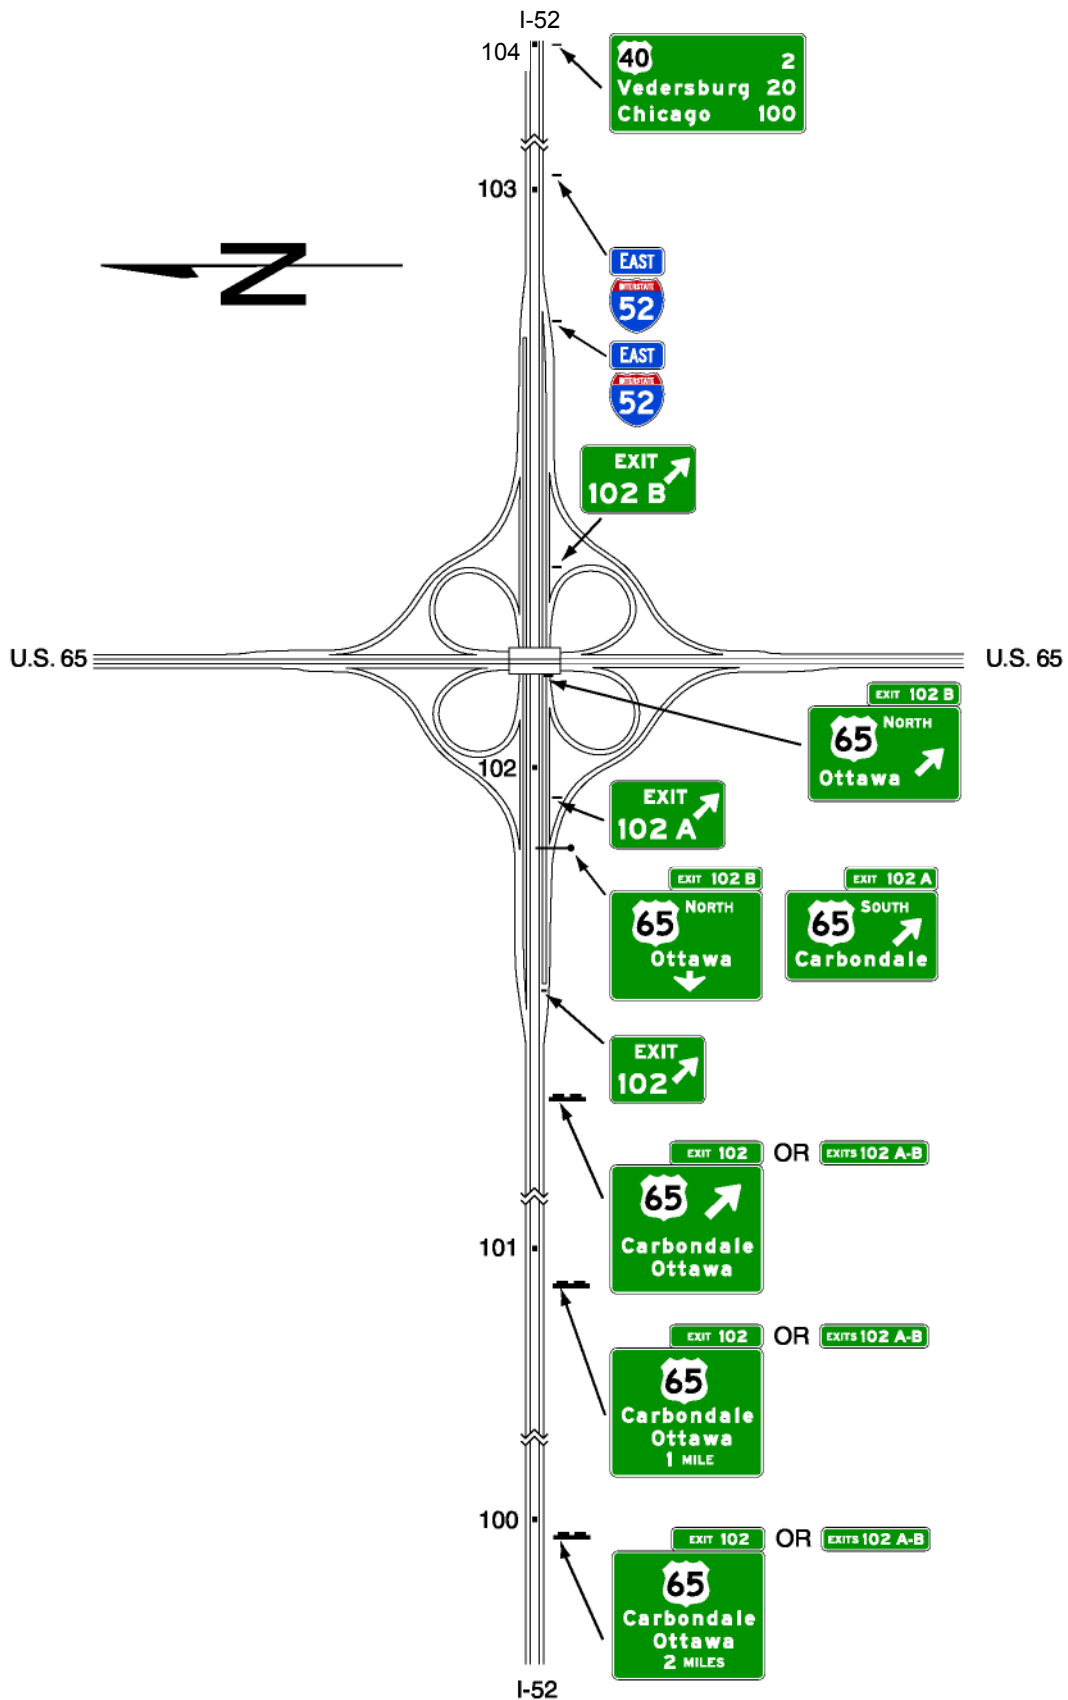 I-52
104
40 2
Vedersburg 20
Chicago 100
103
N
EAST
INTERSTATE
52
EAST
INTERSTATE
52
EXIT
102 B
U.S. 65
U.S. 65
EXIT 102 B
65 NORTH
Ottawa
102
EXIT
102 A
EXIT 102 B
65 NORTH
Ottawa
EXIT 102 A
65 SOUTH
Carbondale
EXIT
102
EXIT 102 OR EXITS 102 A-B
65
Carbondale
Ottawa
101
EXIT 102 OR EXITS 102 A-B
65
Carbondale
Ottawa
1 MILE
100
EXIT 102 OR EXITS 102 A-B
65
Carbondale
Ottawa
2 MILES
I-52